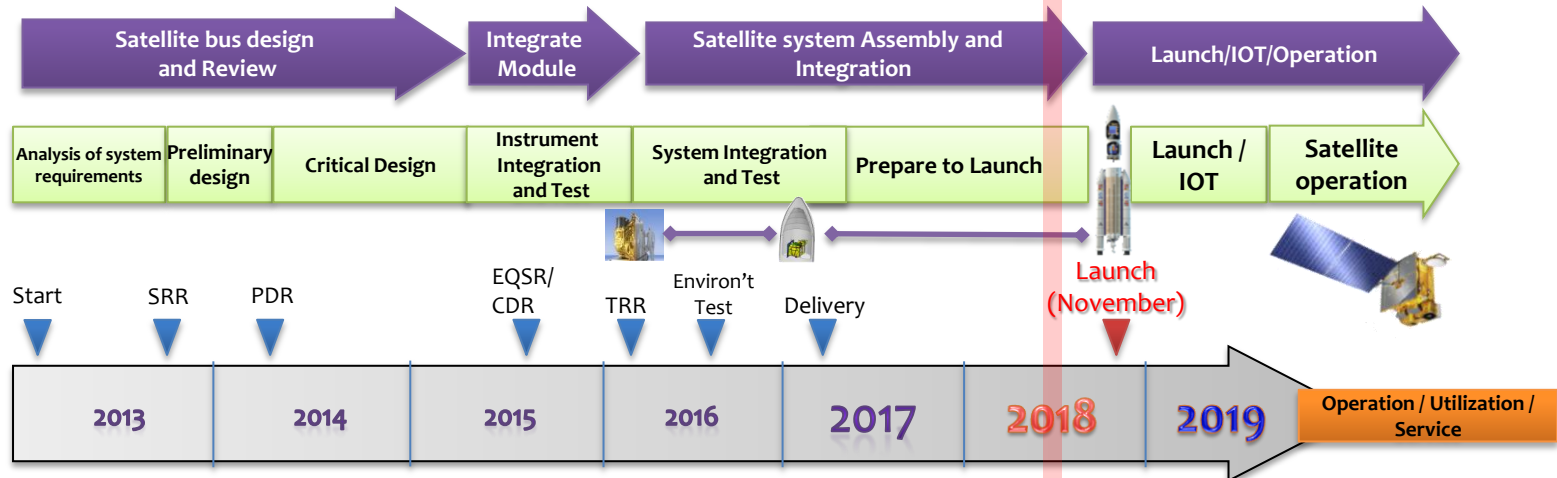 Satellite bus design
and Review
Integrate
Module
Satellite system Assembly and
Integration
Launch/IOT/Operation
Analysis of system
requirements
Preliminary
design
Critical Design
Instrument
Integration
and Test
System Integration
and Test
Prepare to Launch
Launch /
IOT
Satellite
operation
Start
SRR
PDR
EQSR/
CDR
TRR
Environ’t
Test
Delivery
Launch
(November)
2013
2014
2015
2016
2017
2018
2019
Operation / Utilization /
Service